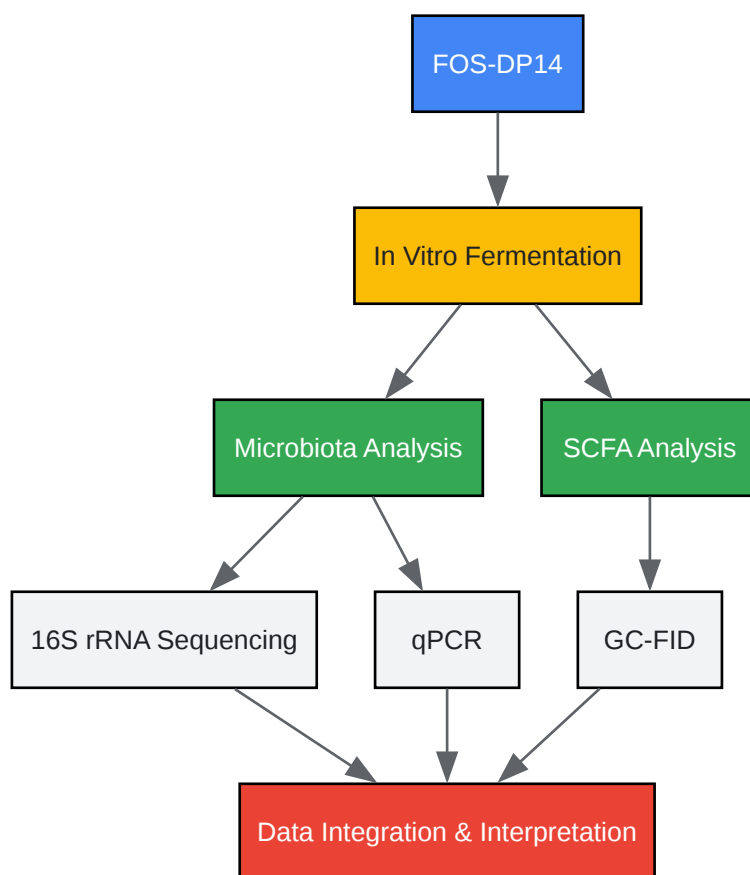 FOS-DP14
In Vitro Fermentation
Microbiota Analysis
SCFA Analysis
16S rRNA Sequencing
qPCR
GC-FID
Data Integration & Interpretation